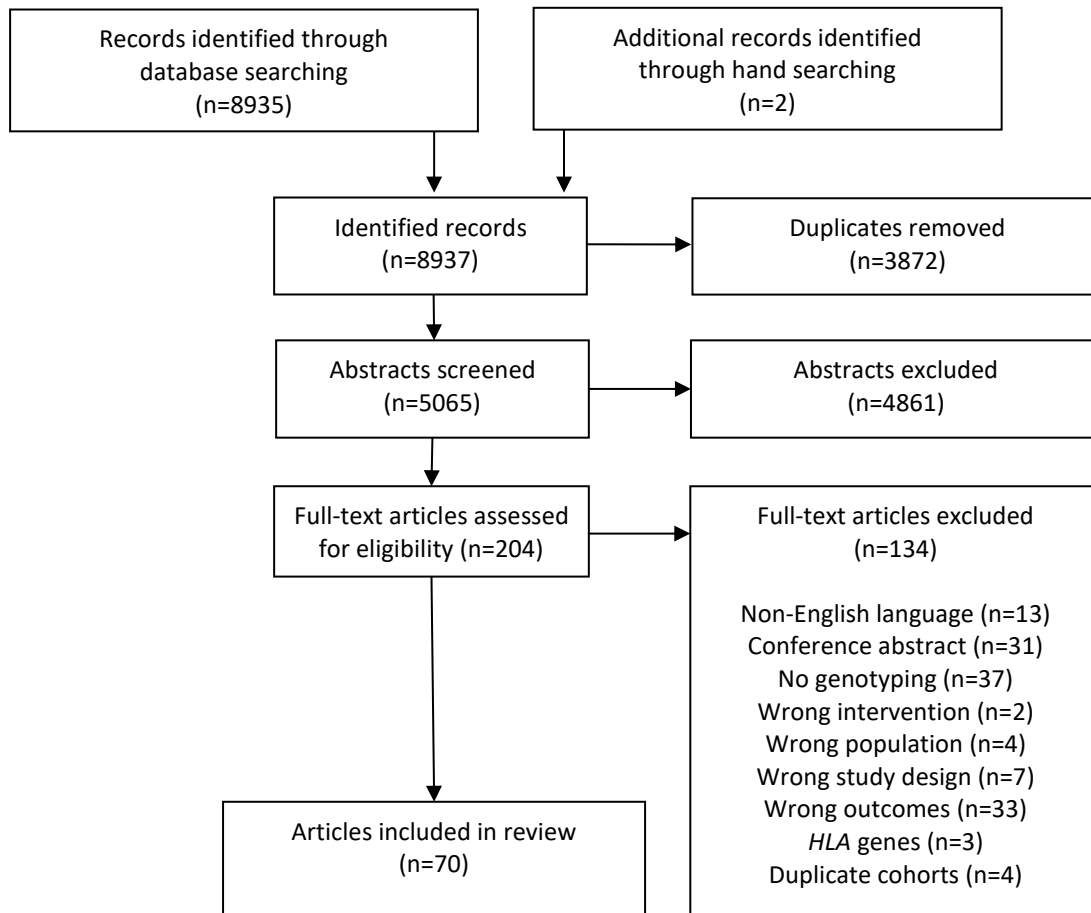 Records identified through
database searching
(n=8935)
Additional records identified
through hand searching
(n=2)
Identified records
(n=8937)
Duplicates removed
(n=3872)
Abstracts screened
(n=5065)
Abstracts excluded
(n=4861)
Full-text articles assessed
for eligibility (n=204)
Full-text articles excluded
(n=134)
Non-English language (n=13)
Conference abstract (n=31)
No genotyping (n=37)
Wrong intervention (n=2)
Wrong population (n=4)
Wrong study design (n=7)
Wrong outcomes (n=33)
HLA genes (n=3)
Duplicate cohorts (n=4)
Articles included in review
(n=70)